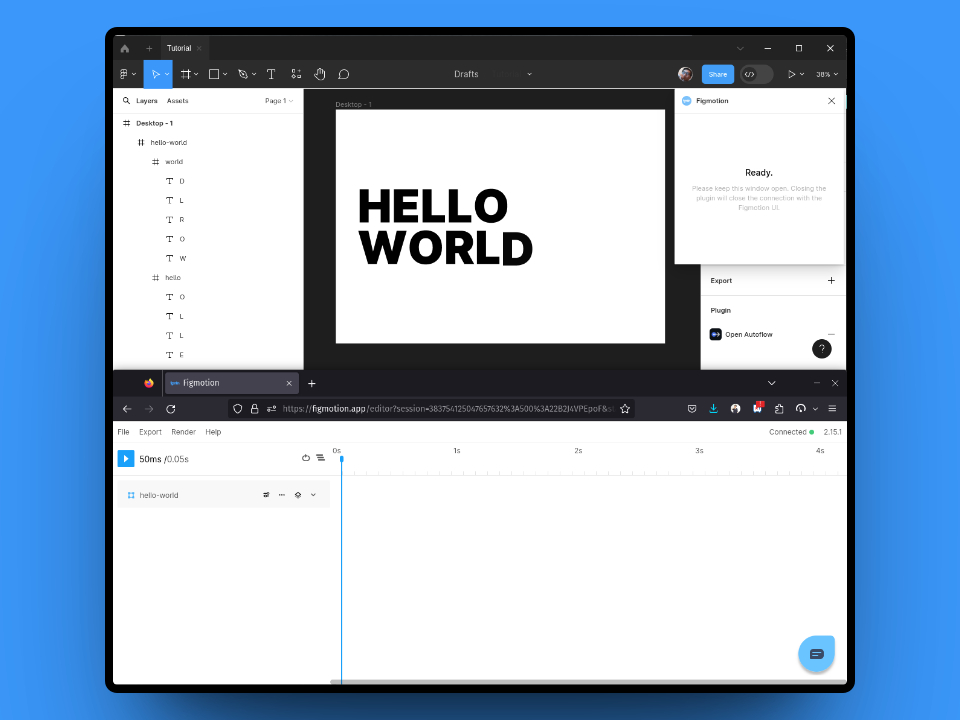 Tutorial
Drafts
Share
38%
Layers
Assets
Page 1
Desktop - 1
hello-world
world
D
L
R
O
W
hello
O
L
L
E
Desktop - 1
HELLO
WORLD
Figmotion
Ready.
Please keep this window open. Closing the
plugin will close the connection with the
Figmotion UI.
Export
Plugin
Open Autoflow
?
Figmotion
https://figmotion.app/editor?session=
File
Export
Render
Help
Connected
2.15.1
50ms /0.05s
0s
1s
2s
3s
4s
hello-world